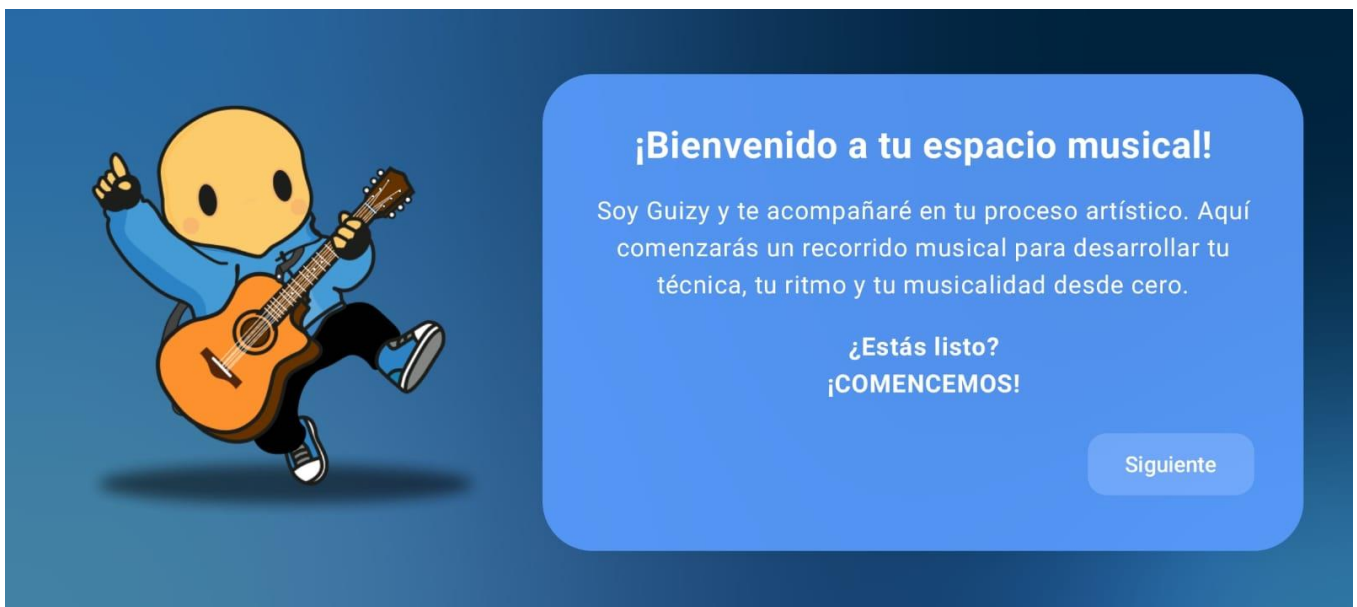 ¡Bienvenido a tu espacio musical!
Soy Guizy y te acompañaré en tu proceso artístico. Aquí
comenzarás un recorrido musical para desarrollar tu
técnica, tu ritmo y tu musicalidad desde cero.
¿Estás listo?
¡COMENCEMOS!
Siguiente